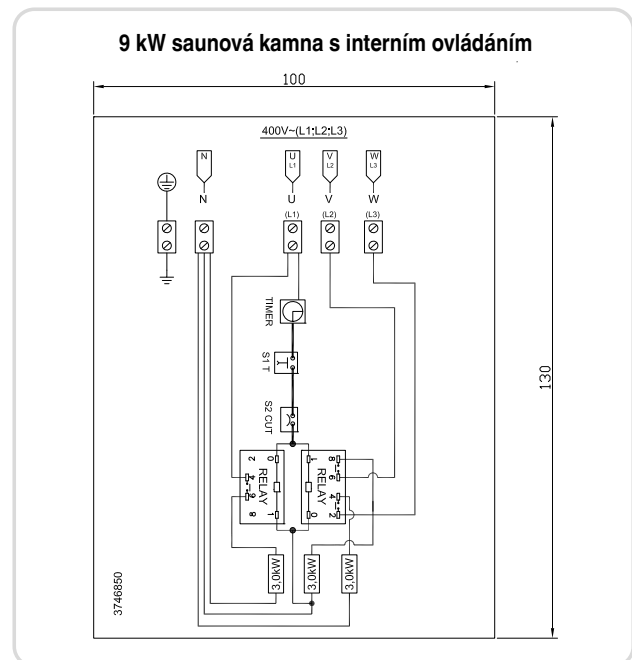 9 kW saunová kamna s interním ovládáním
100
400V~(L1;L2;L3)
N
U
L1
V
L2
W
L3
N
U
V
W
(L1)
(L2)
(L3)
TIMER
S1 T
S2 CUT
130
2
0
4
6
8
1
RELAY
8
1
6
4
2
0
RELAY
3,0kW
3,0kW
3,0kW
3746850